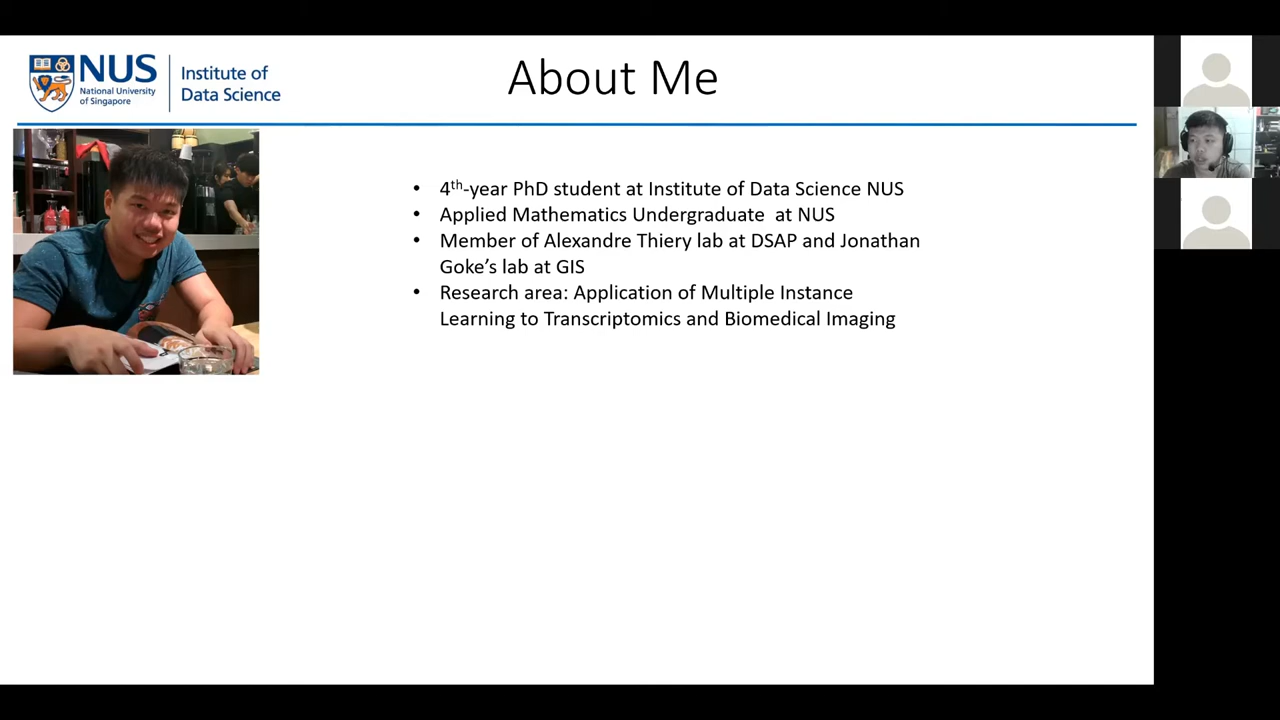 NUS
National University
of Singapore
Institute of
Data Science
About Me
• 4th-year PhD student at Institute of Data Science NUS
• Applied Mathematics Undergraduate at NUS
• Member of Alexandre Thiery lab at DSAP and Jonathan
Goke's lab at GIS
• Research area: Application of Multiple Instance
Learning to Transcriptomics and Biomedical Imaging